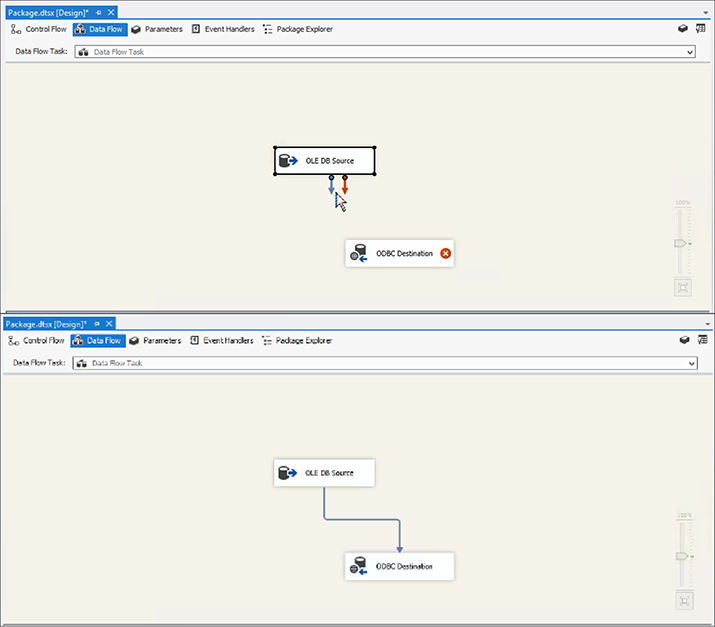 Package.dtsx [Design]*
Control Flow Data Flow Parameters Event Handlers Package Explorer
Data Flow Task: Data Flow Task
OLE DB Source
100%
ODBC Destination
Package.dtsx [Design]*
Control Flow Data Flow Parameters Event Handlers Package Explorer
Data Flow Task: Data Flow Task
OLE DB Source
100%
ODBC Destination